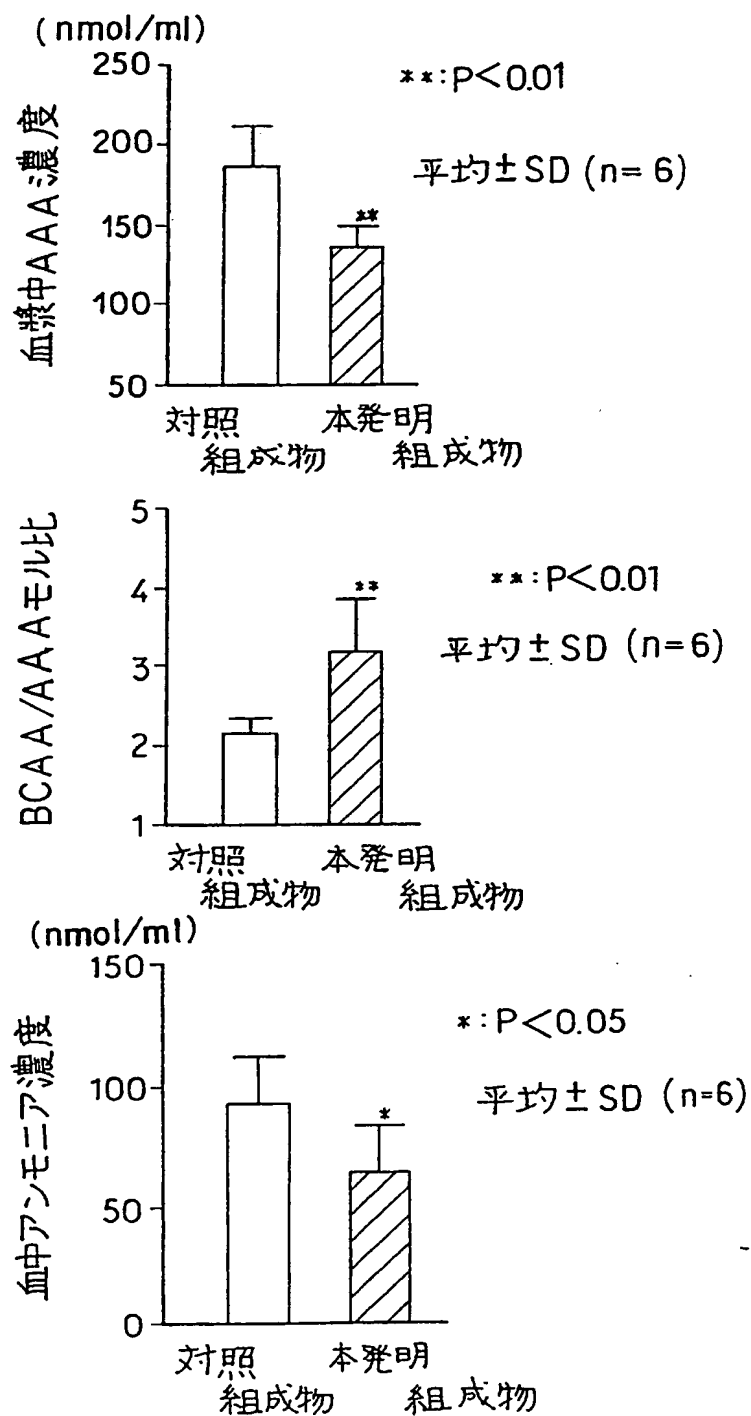 (nmol/ml)
血漿中AAA濃度
250
200
150
100
50
**:P<0.01
平均±SD (n=6)
**
対照 本発明
組成物 組成物
BCAA/AAAモル比
5
4
3
2
1
**:P<0.01
平均±SD (n=6)
**
対照 本発明
組成物 組成物
(nmol/ml)
血中アンモニア濃度
150
100
50
0
*:P<0.05
平均±SD (n=6)
*
対照 本発明
組成物 組成物